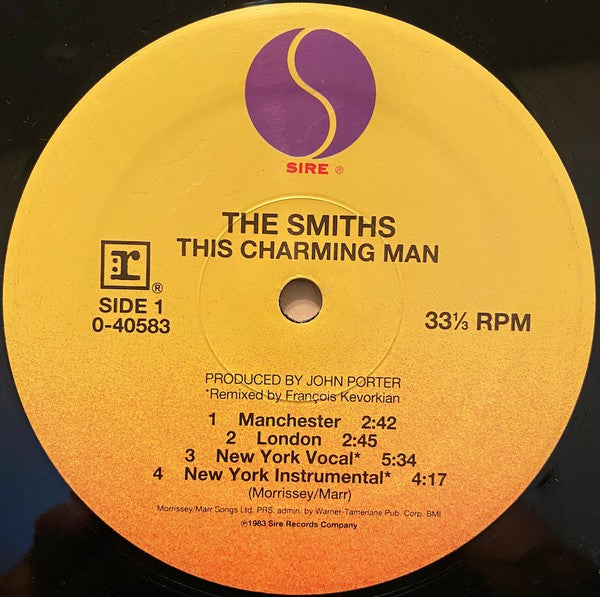 SIRE ®
THE SMITHS
THIS CHARMING MAN
r ®
SIDE 1
0-40583
33⅓ RPM
PRODUCED BY JOHN PORTER
*Remixed by François Kevorkian
1 Manchester 2:42
2 London 2:45
3 New York Vocal* 5:34
4 New York Instrumental* 4:17
(Morrissey/Marr)
Morrissey/Marr Songs Ltd. PRS. admin. by Warner-Tamerlane Pub. Corp. BMI
℗1983 Sire Records Company